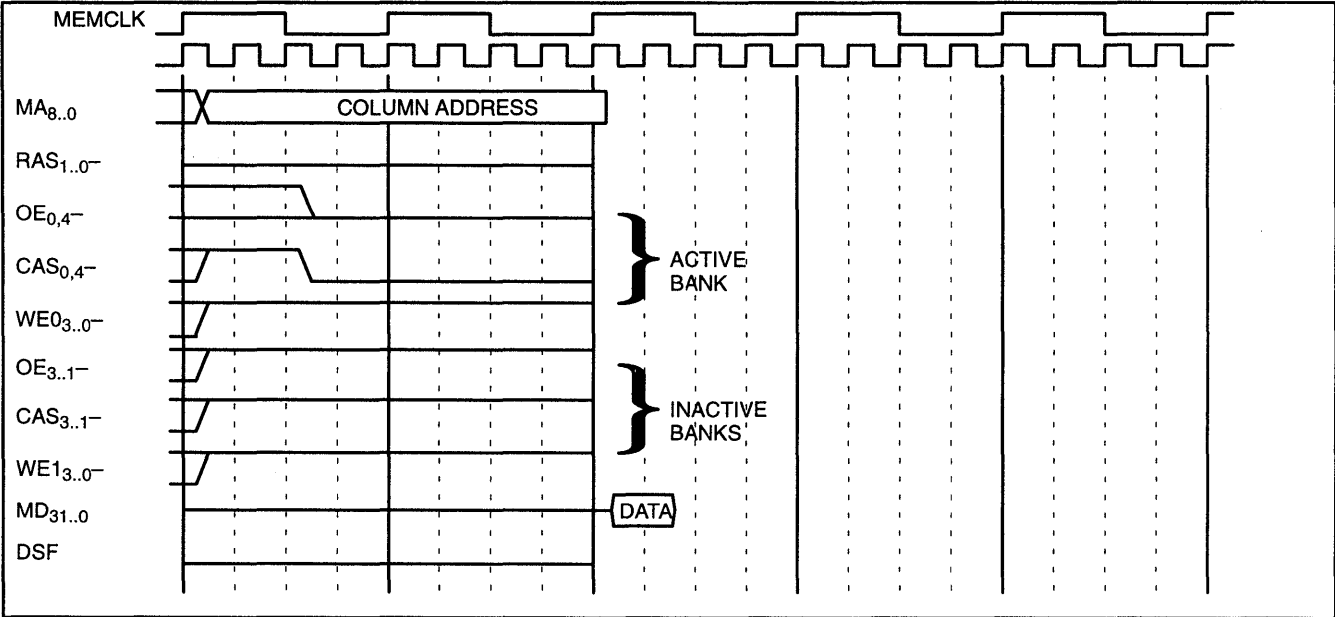 MEMCLK
MA8..0
COLUMN ADDRESS
RAS1..0–
OE0,4–
CAS0,4–
ACTIVE
BANK
WE03..0–
OE3..1–
CAS3..1–
INACTIVE
BANKS
WE13..0–
MD31..0
DATA
DSF